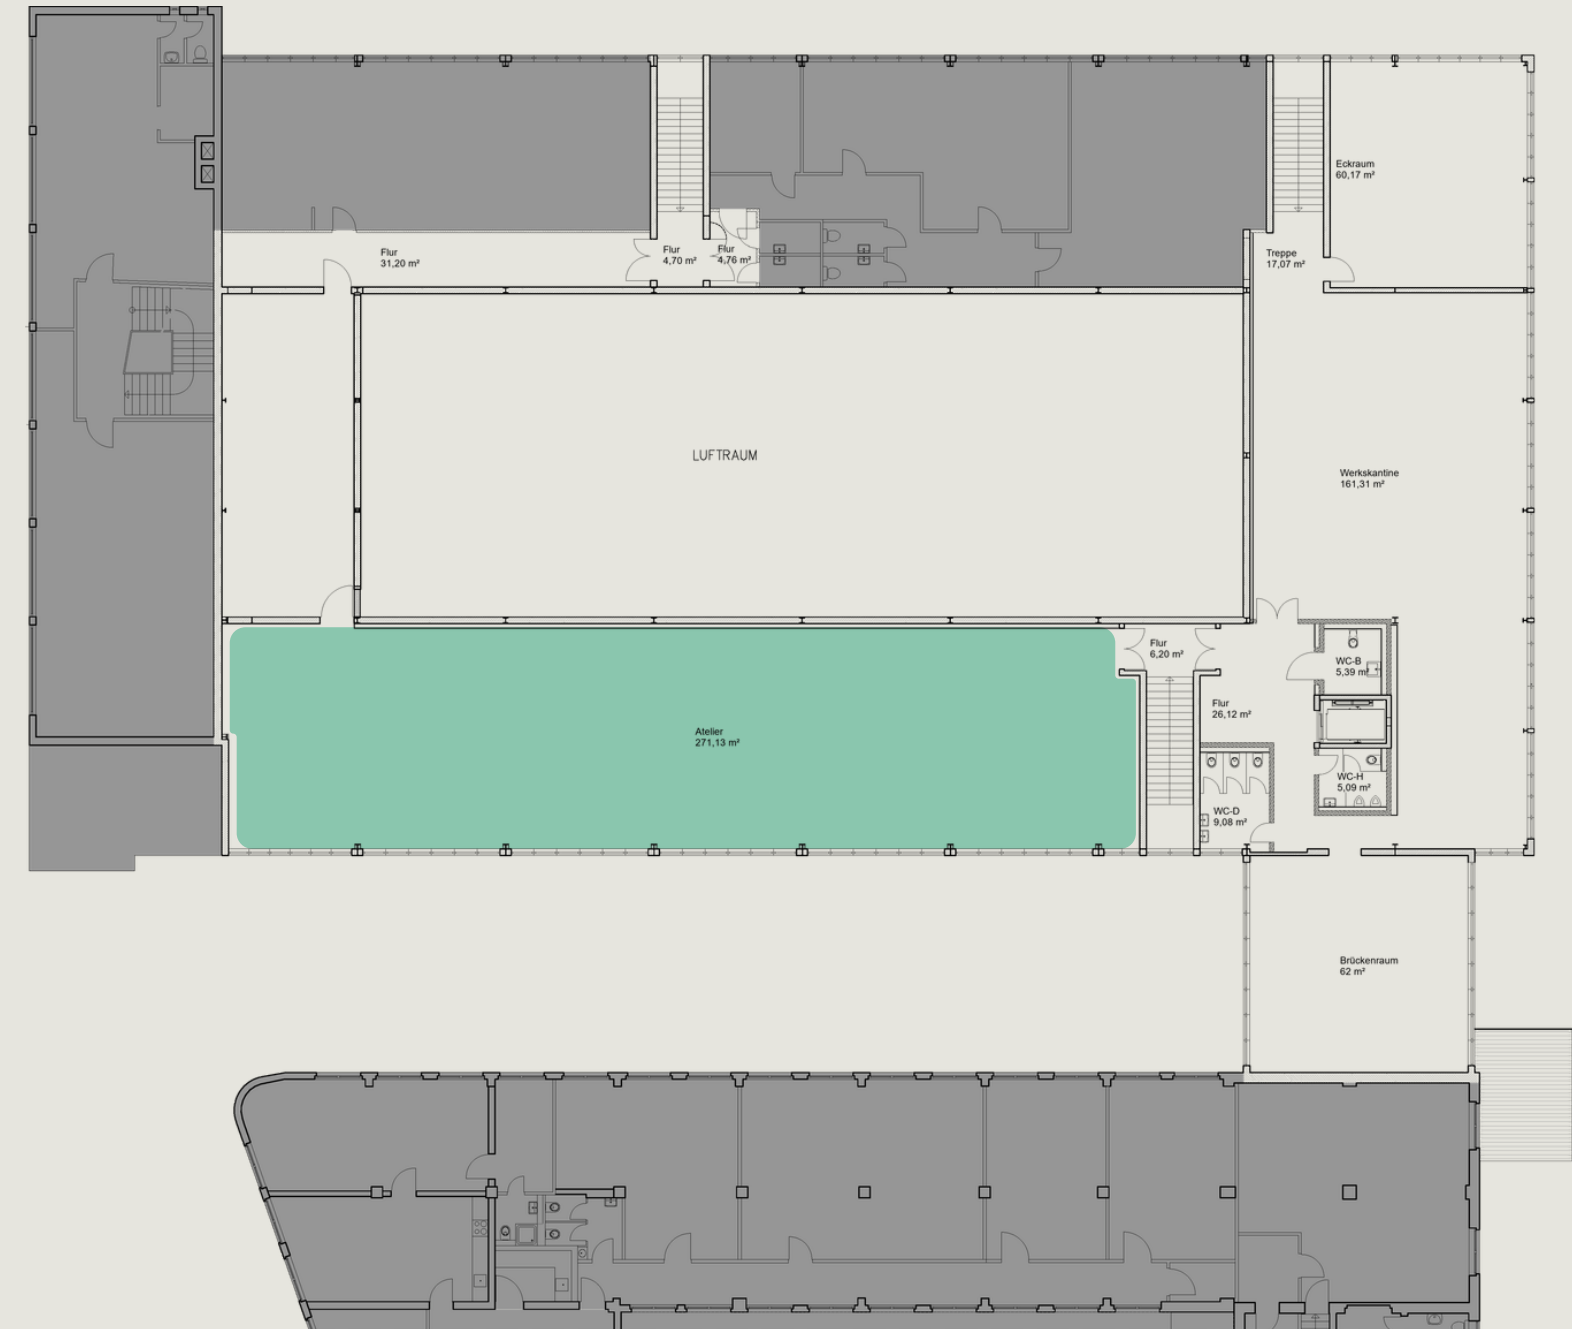 Eckraum
60,17 m²
Flur
31,20 m²
Flur
4,70 m²
Flur
4,76 m²
Treppe
17,07 m²
LUFTRAUM
Werkskantine
161,31 m²
Flur
6,20 m²
WC-B
5,39 m²
Flur
26,12 m²
Atelier
271,13 m²
WC-H
5,09 m²
WC-D
9,08 m²
Brückenraum
62 m²